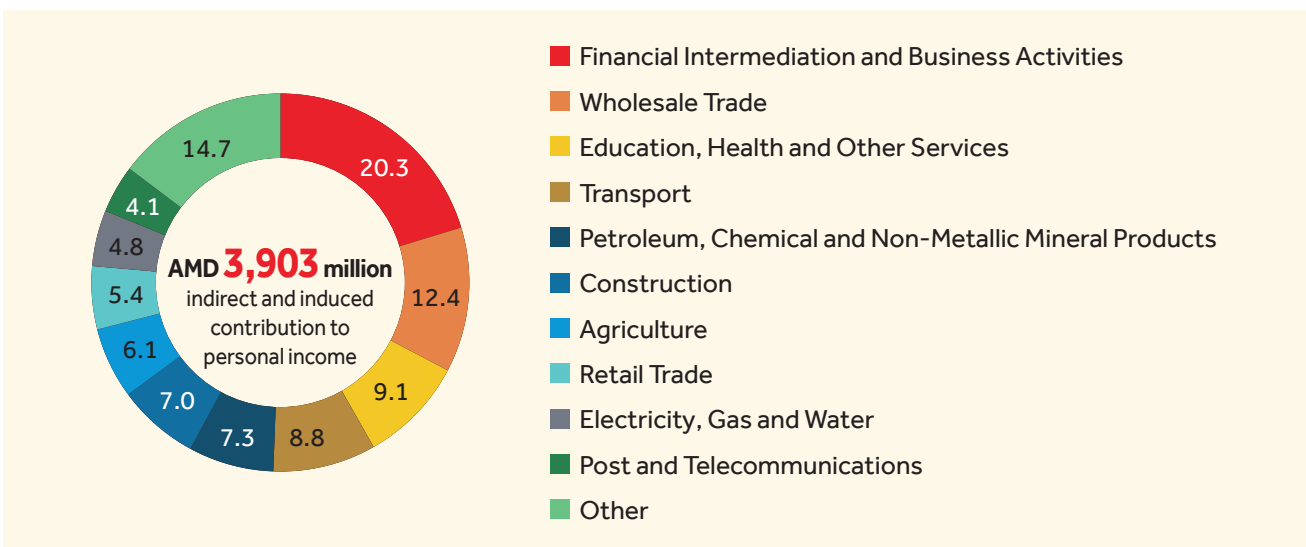 14.7
20.3
4.1
4.8
12.4
5.4
6.1
9.1
7.0
7.3
8.8
AMD 3,903 million
indirect and induced
contribution to
personal income
Financial Intermediation and Business Activities
Wholesale Trade
Education, Health and Other Services
Transport
Petroleum, Chemical and Non-Metallic Mineral Products
Construction
Agriculture
Retail Trade
Electricity, Gas and Water
Post and Telecommunications
Other